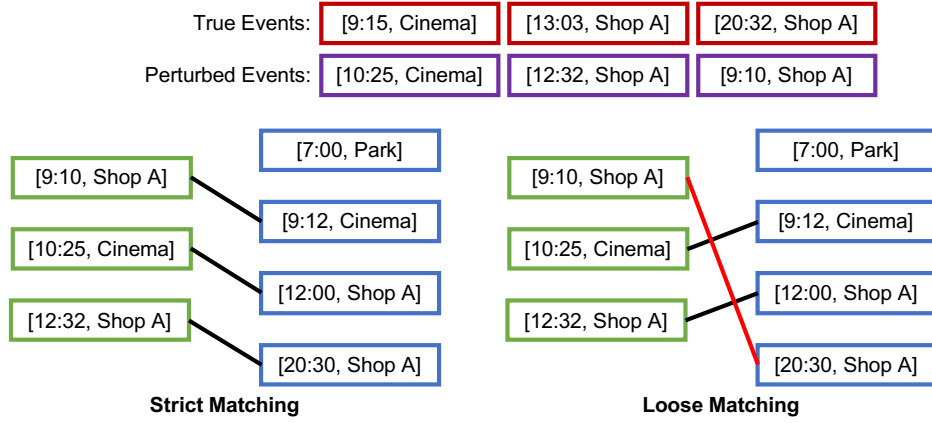 True Events: [9:15, Cinema] [13:03, Shop A] [20:32, Shop A]
Perturbed Events: [10:25, Cinema] [12:32, Shop A] [9:10, Shop A]
[7:00, Park]
[9:10, Shop A]
[9:12, Cinema]
[10:25, Cinema]
[12:00, Shop A]
[12:32, Shop A]
[20:30, Shop A]
Strict Matching
[7:00, Park]
[9:10, Shop A]
[9:12, Cinema]
[10:25, Cinema]
[12:00, Shop A]
[12:32, Shop A]
[20:30, Shop A]
Loose Matching